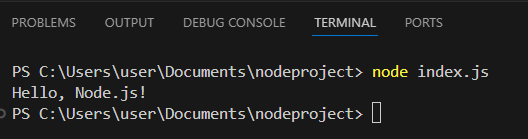 PROBLEMS OUTPUT DEBUG CONSOLE TERMINAL PORTS
PS C:\Users\user\Documents\nodeproject> node index.js
Hello, Node.js!
PS C:\Users\user\Documents\nodeproject>